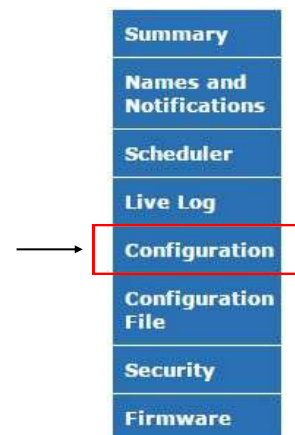 Summary
Names and
Notifications
Scheduler
Live Log
Configuration
Configuration
File
Security
Firmware